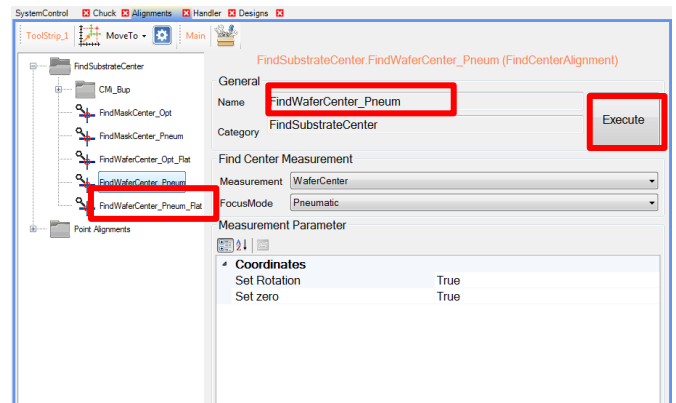 SystemControl Chuck Alignments Handler Designs
ToolStrip_1 MoveTo Main
FindSubstrateCenter
CMi_Bup
FindMaskCenter_Opt
FindMaskCenter_Pneum
FindWaferCenter_Opt_Flat
FindWaferCenter_Pneum
FindWaferCenter_Pneum_Flat
Point Alignments
FindSubstrateCenter.FindWaferCenter_Pneum (FindCenterAlignment)
General
Name FindWaferCenter_Pneum
Category FindSubstrateCenter
Execute
Find Center Measurement
Measurement WaferCenter
FocusMode Pneumatic
Measurement Parameter
Coordinates
Set Rotation True
Set zero True